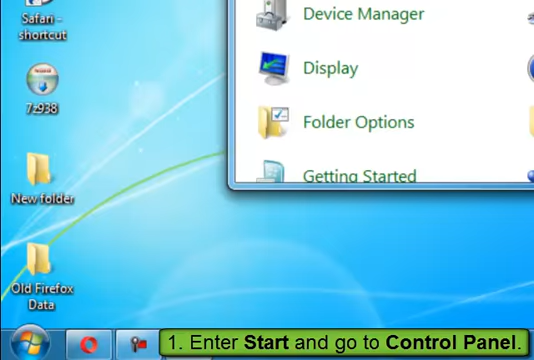 Safari -
shortcut
7z938
New folder
Old Firefox
Data
Device Manager
Display
Folder Options
Getting Started
1. Enter Start and go to Control Panel.